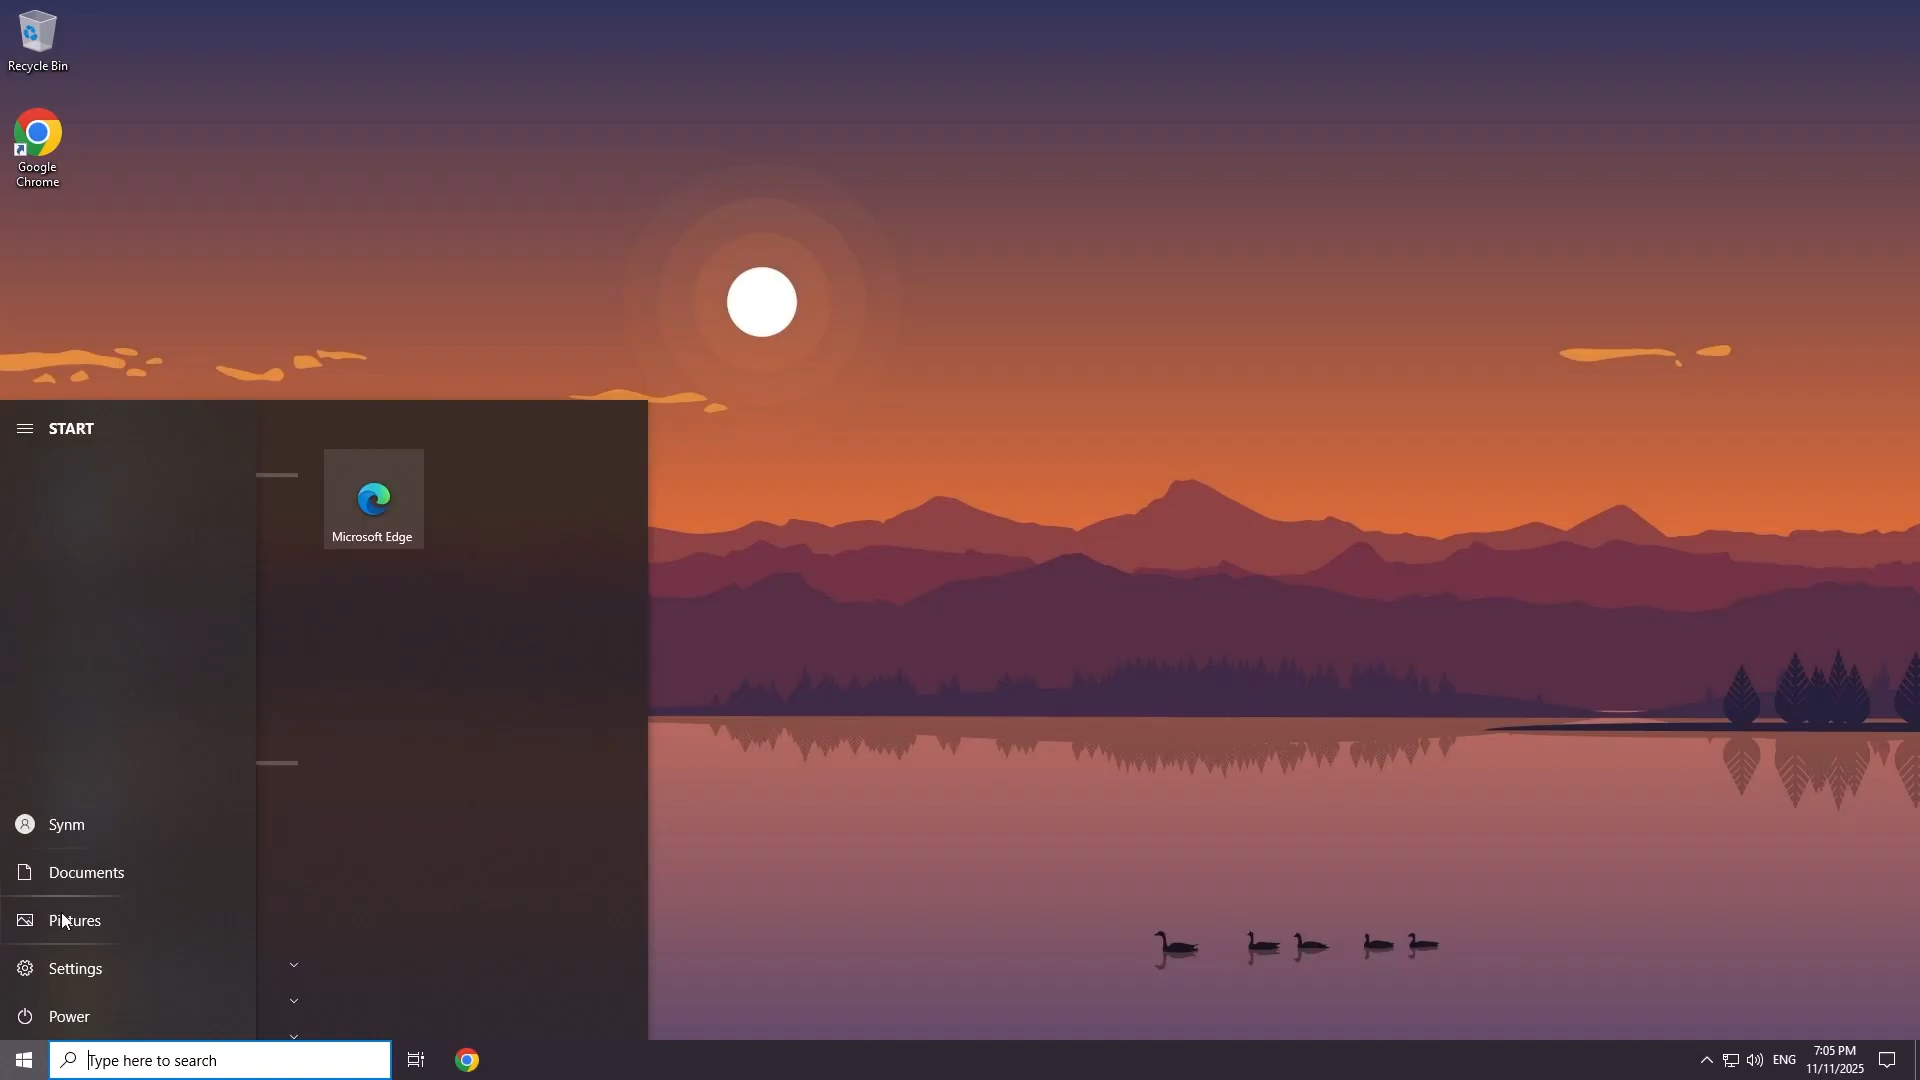 Recycle Bin
Google
Chrome
START
Microsoft Edge
Synm
Documents
Pictures
Settings
Power
Type here to search
ENG
7:05 PM
11/11/2025